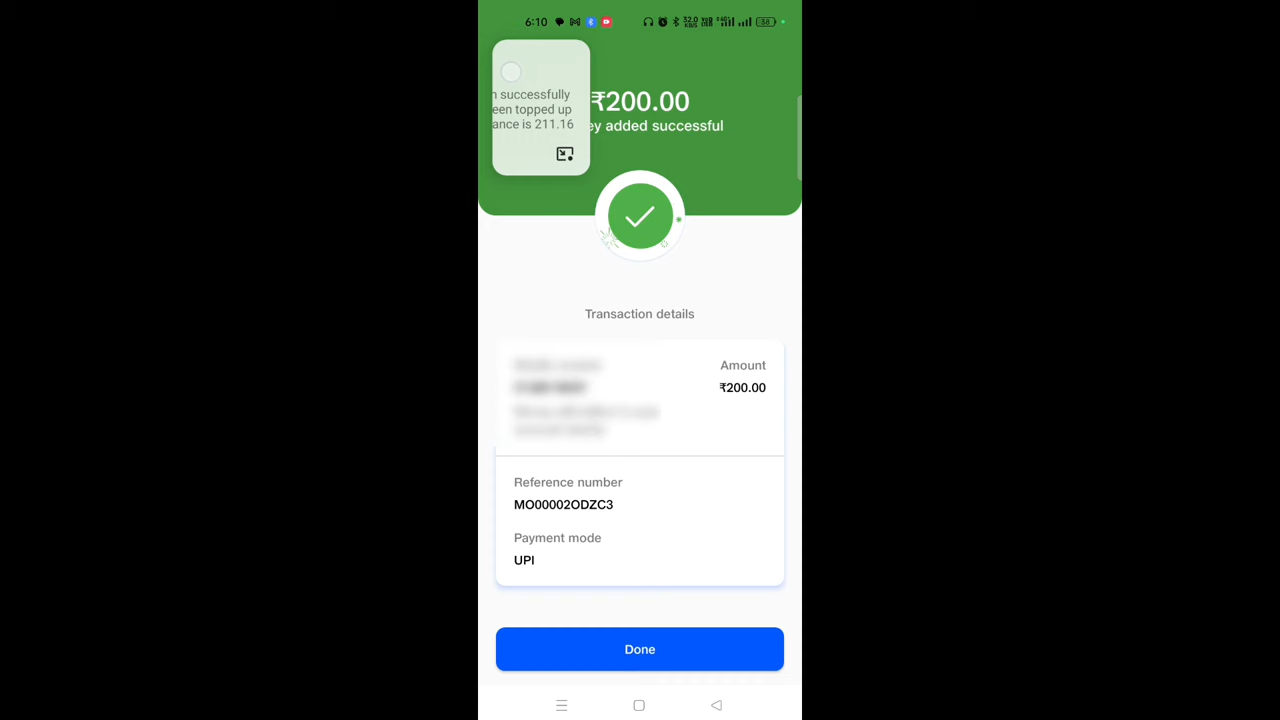 6:10
38
n successfully
een topped up
ance is 211.16
₹200.00
ey added successful
Transaction details
Amount
₹200.00
Reference number
MO00002ODZC3
Payment mode
UPI
Done